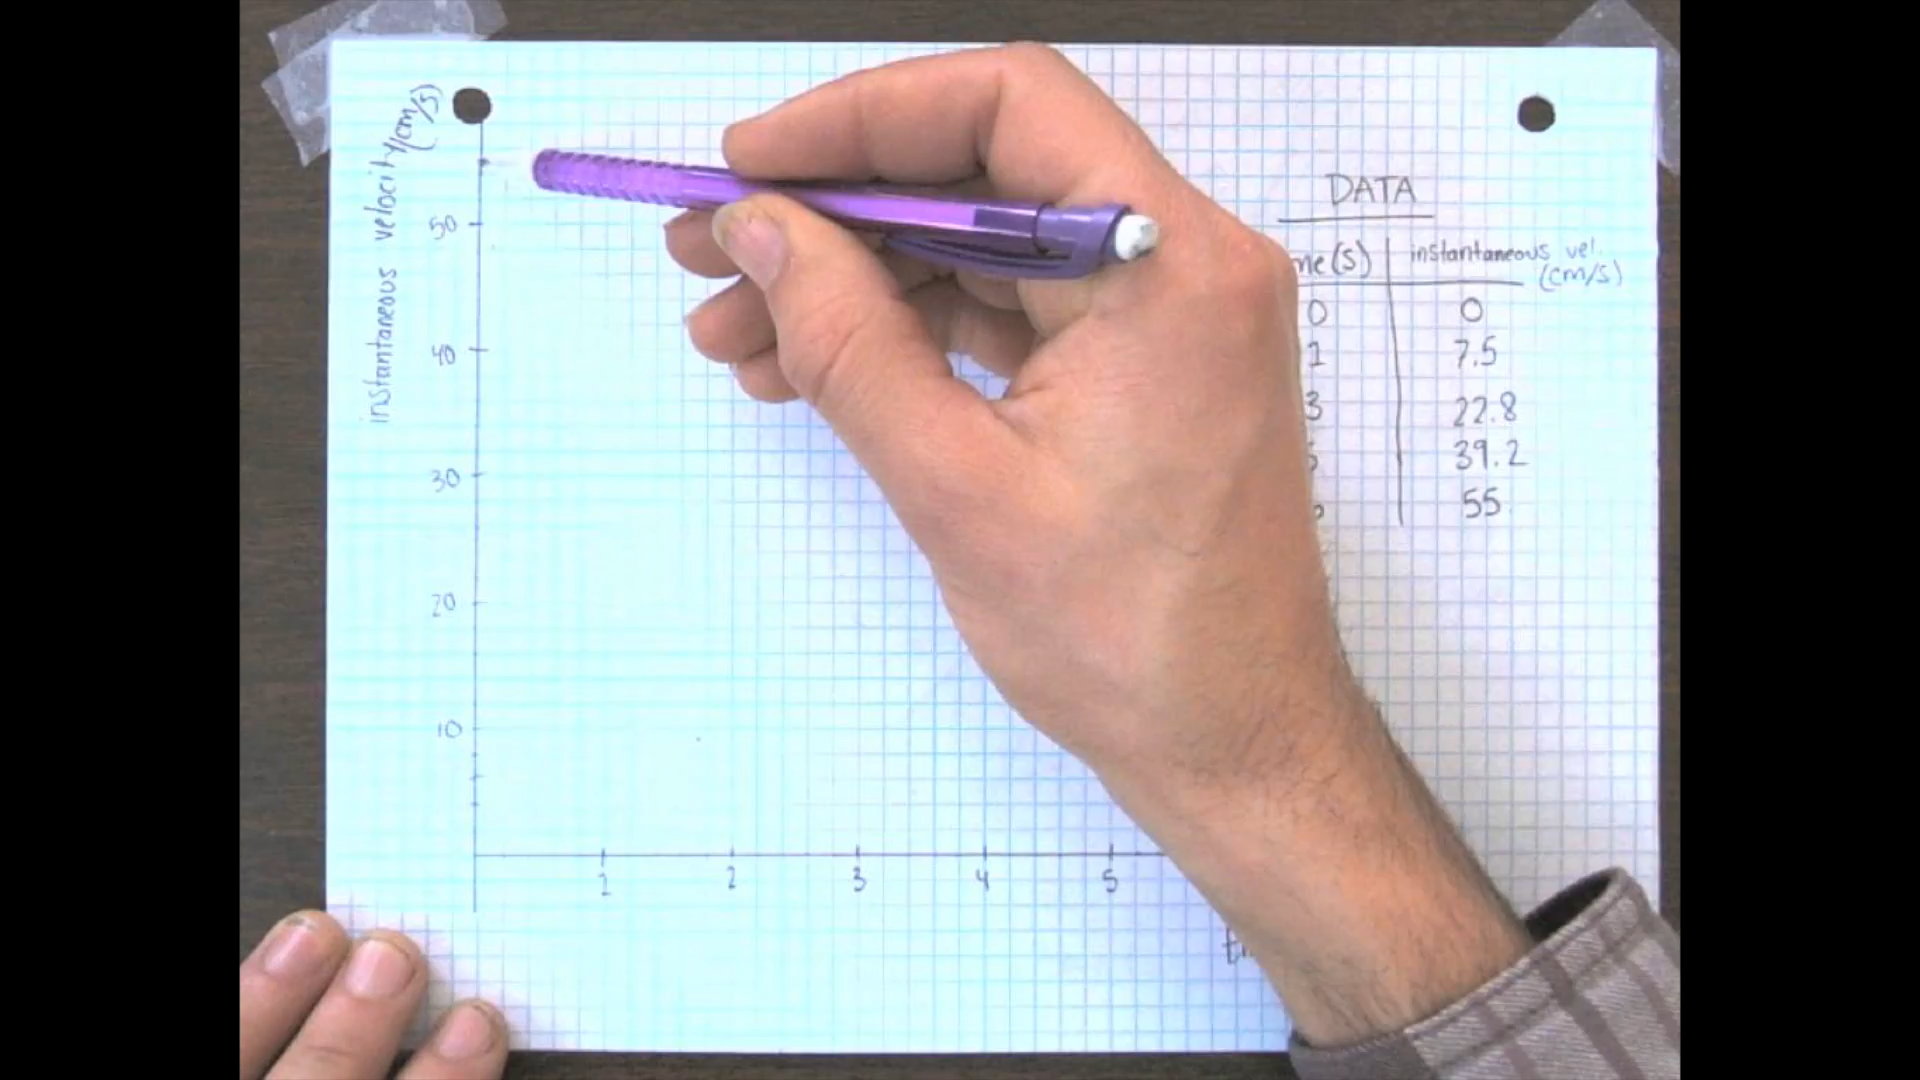 instantaneous velocity (cm/s)
50
40
30
20
10
1 2 3 4 5
DATA
me(s) instantaneous vel. (cm/s)
0 0
1 7.5
3 22.8
39.2
55